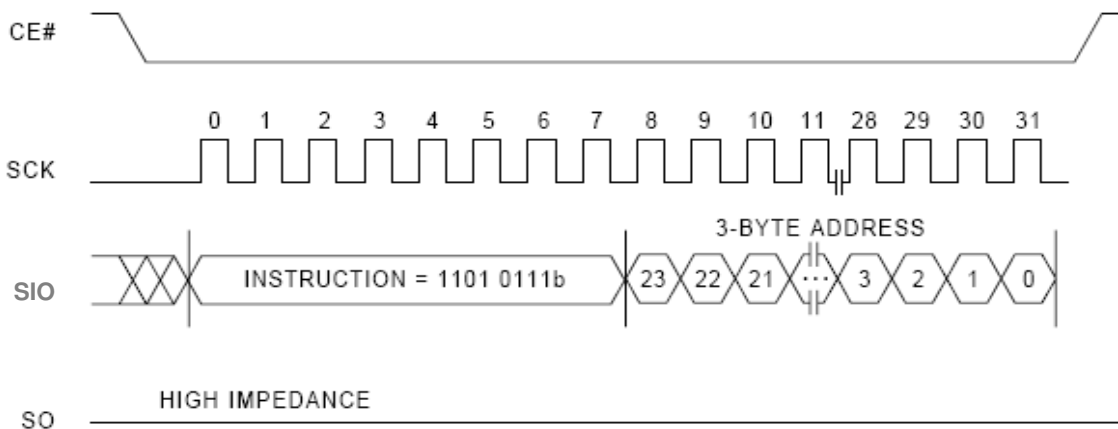 CE#
0 1 2 3 4 5 6 7 8 9 10 11 28 29 30 31
SCK
3-BYTE ADDRESS
SIO INSTRUCTION = 1101 0111b 23 22 21 ... 3 2 1 0
HIGH IMPEDANCE
SO